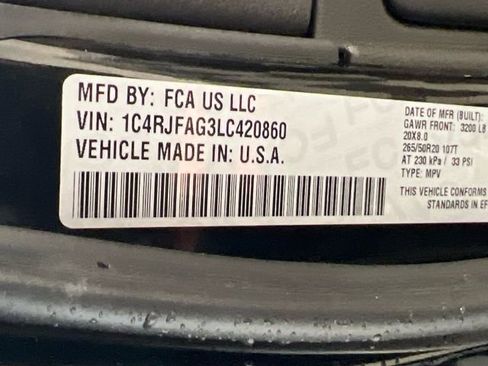 MFD BY: FCA US LLC
VIN: 1C4RJFAG3LC420860
VEHICLE MADE IN: U.S.A.
DATE OF MFR (BUILT):
GAWR FRONT: 3200 LB
20X8.0
265/50R20 107T
AT 230 kPa / 33 PSI
TYPE: MPV
THIS VEHICLE CONFORMS
STANDARDS IN EF